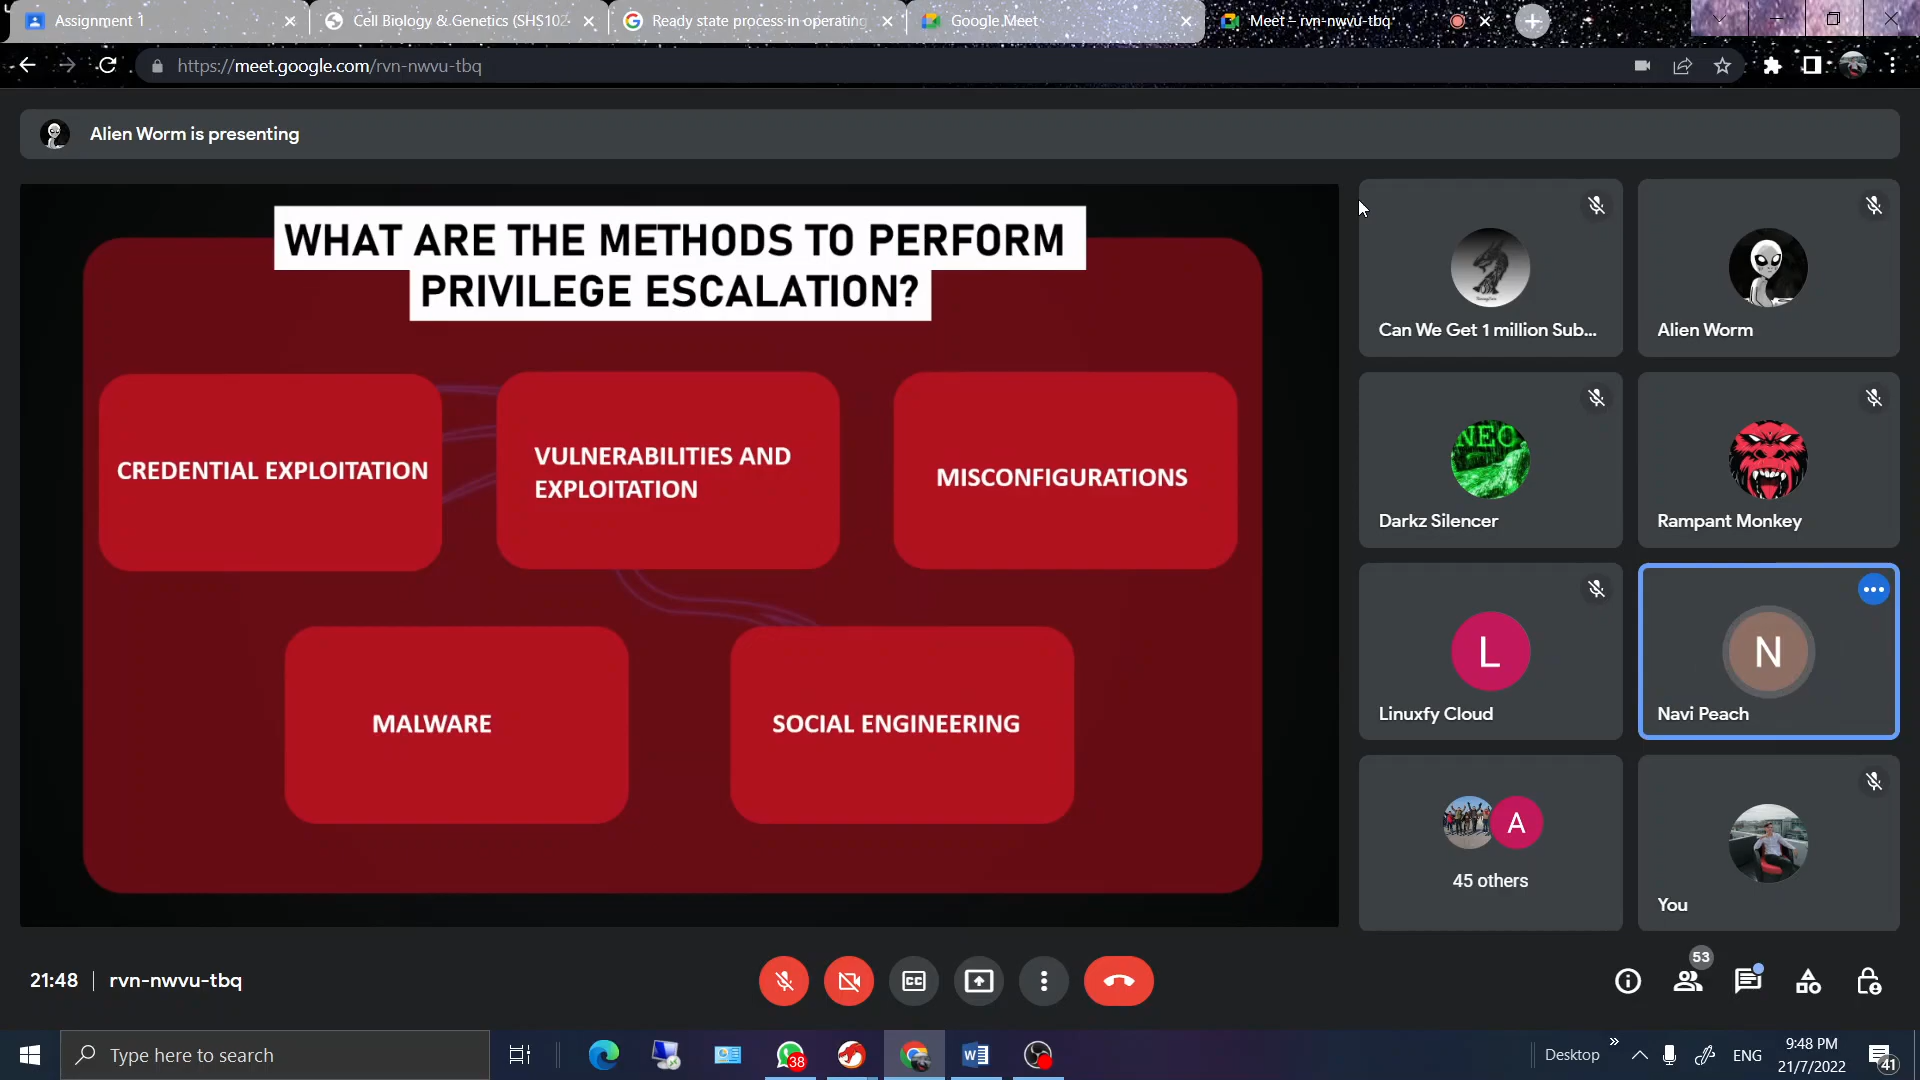 Assignment 1
Cell Biology & Genetics (SHS102-
Ready state process in operating
Google Meet
Meet – rvn-nwvu-tbq
https://meet.google.com/rvn-nwvu-tbq
Alien Worm is presenting
WHAT ARE THE METHODS TO PERFORM
PRIVILEGE ESCALATION?
CREDENTIAL EXPLOITATION
VULNERABILITIES AND
EXPLOITATION
MISCONFIGURATIONS
MALWARE
SOCIAL ENGINEERING
Can We Get 1 million Sub...
Alien Worm
NEO
Darkz Silencer
Rampant Monkey
L
Linuxfy Cloud
N
Navi Peach
A
45 others
You
21:48
rvn-nwvu-tbq
CC
53
Type here to search
38
W
Desktop
ENG
9:48 PM
21/7/2022
41